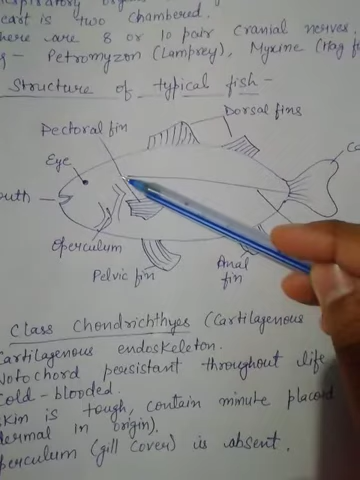 heart is two chambered.
There are 8 or 10 pair cranial nerves.
Petromyzon (Lamprey), Myxine (Hag
Structure of typical fish -
Dorsal fins
Pectoral fin
Eye
Mouth
Operculum
Pelvic fin
Anal
fin
Class Chondrichthyes (Cartilagenous
Cartilagenous endoskeleton.
Notochord persistant throughout life
Cold - blooded.
skin is tough, contain minute placoid
dermal in origin).
Operculum (gill cover) is absent.